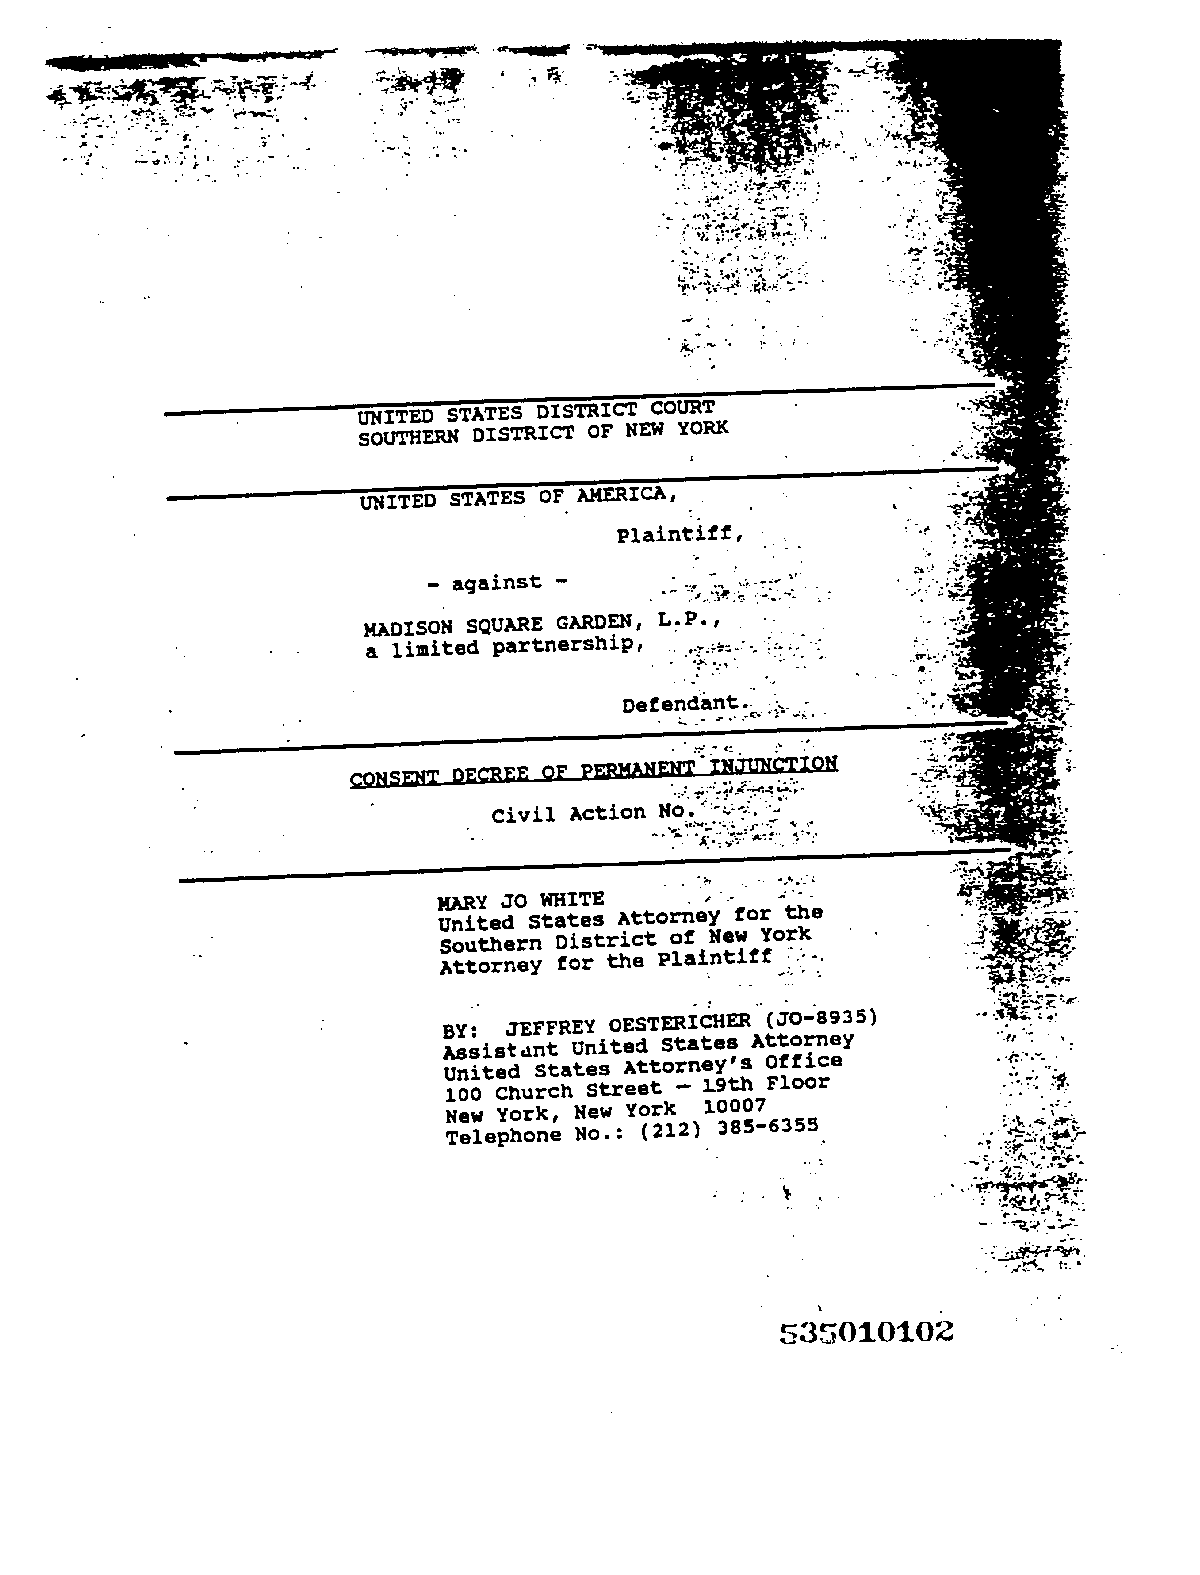 UNITED STATES DISTRICT COURT
SOUTHERN DISTRICT OF NEW YORK
UNITED STATES OF AMERICA,
Plaintiff,
- against -
MADISON SQUARE GARDEN, L.P.,
a limited partnership,
Defendant.
CONSENT DECREE OF PERMANENT INJUNCTION
Civil Action No.
MARY JO WHITE
United States Attorney for the
Southern District of New York
Attorney for the Plaintiff
BY: JEFFREY OESTERICHER (JO-8935)
Assistant United States Attorney
United States Attorney's Office
100 Church Street - 19th Floor
New York, New York 10007
Telephone No.: (212) 385-6355
535010102